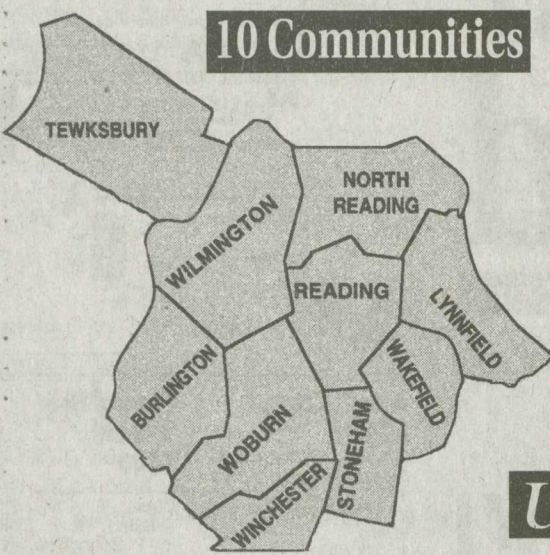 10 Communities
TEWKSBURY
WILMINGTON
NORTH
READING
READING
LYNNFIELD
BURLINGTON
WAKEFIELD
WOBURN
STONEHAM
WINCHESTER
U